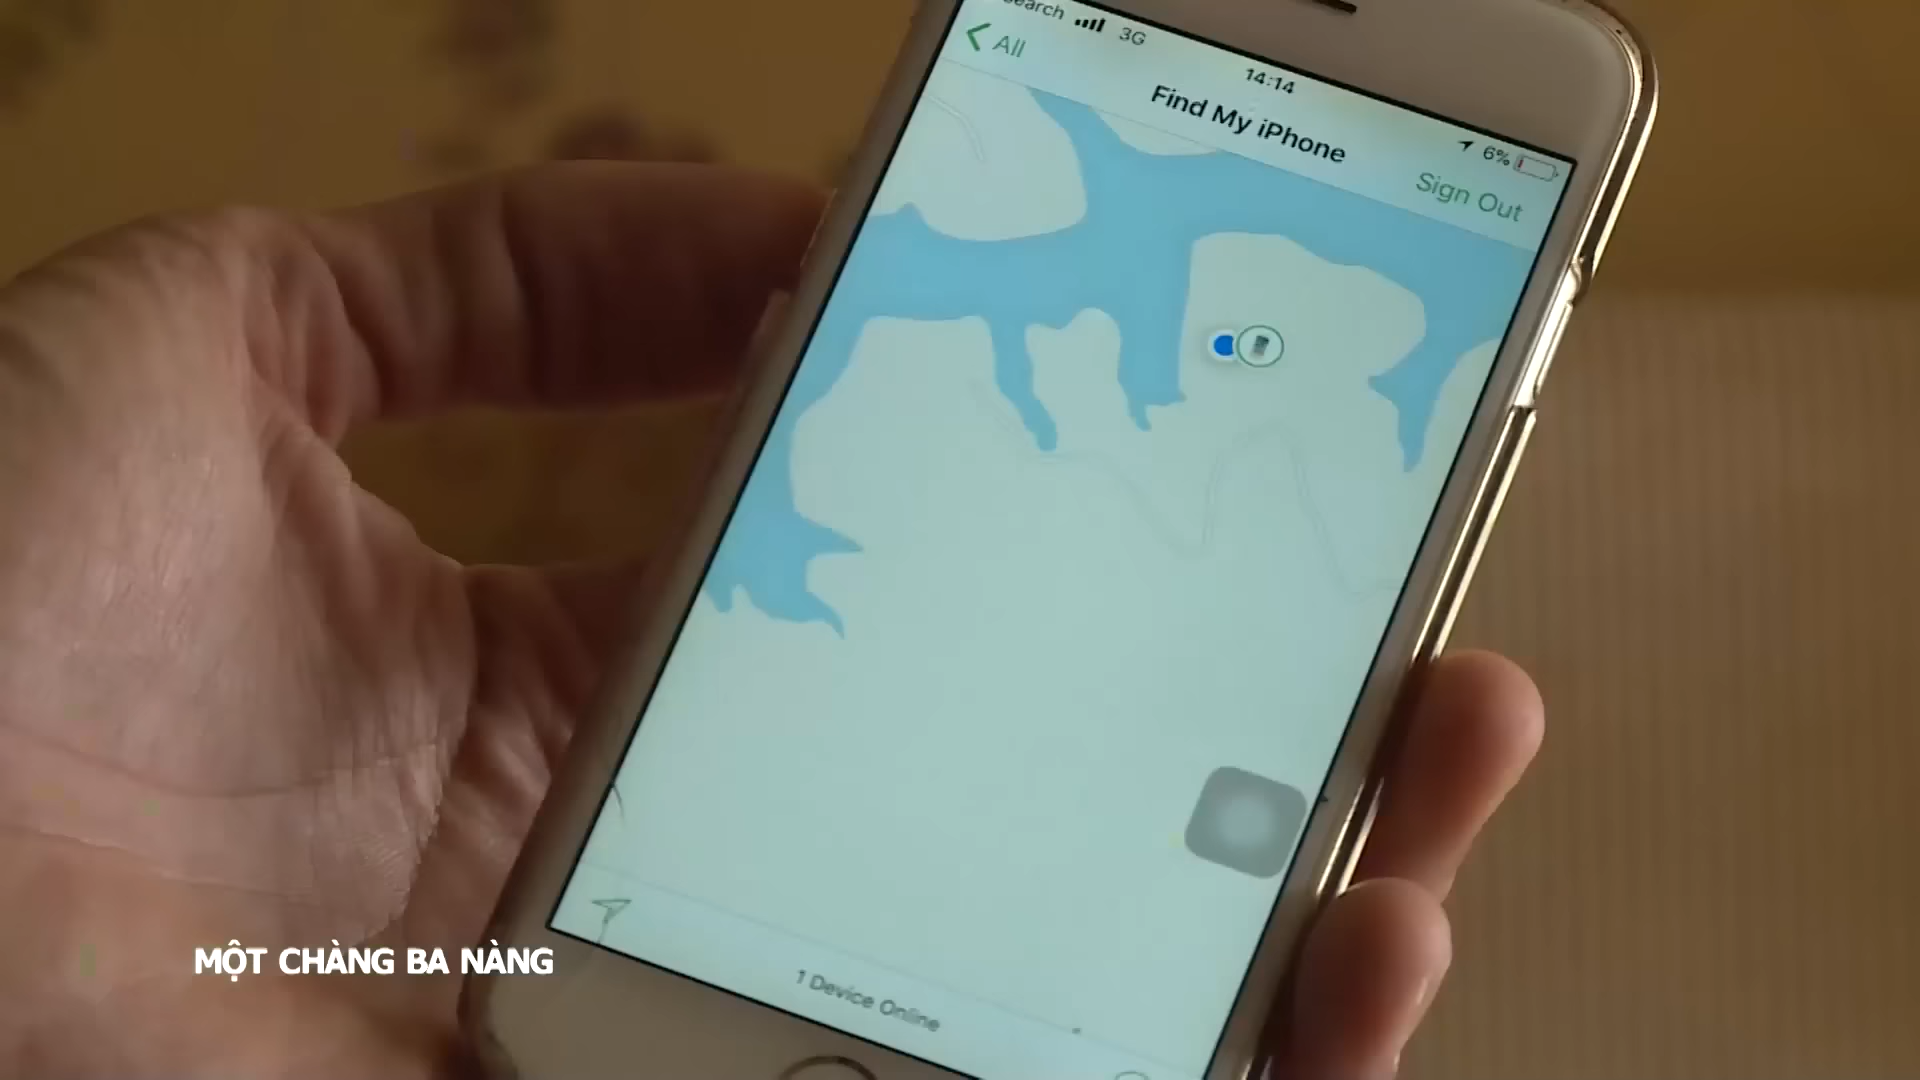 Search 3G
All
14:14
Find My iPhone
6%
Sign Out
1 Device Online
MỘT CHÀNG BA NÀNG